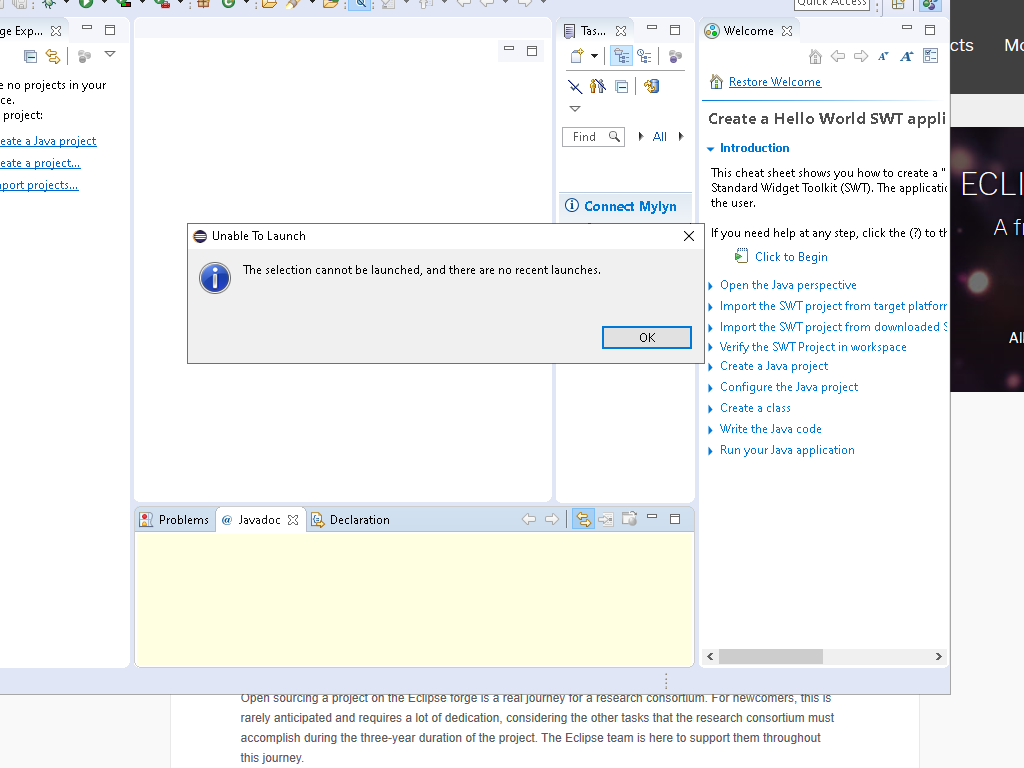 Quick Access
ge Exp...
Tas...
Welcome
cts
Mo
e no projects in your
ce.
project:
eate a Java project
eate a project...
port projects...
Find
All
Connect Mylyn
Restore Welcome
Create a Hello World SWT appli
Introduction
This cheat sheet shows you how to create a "
Standard Widget Toolkit (SWT). The applicatio
the user.
If you need help at any step, click the (?) to th
Click to Begin
Open the Java perspective
Import the SWT project from target platform
Import the SWT project from downloaded S
Verify the SWT Project in workspace
Create a Java project
Configure the Java project
Create a class
Write the Java code
Run your Java application
ECLI
A fr
All
Unable To Launch
The selection cannot be launched, and there are no recent launches.
OK
Problems
@ Javadoc
Declaration
Open sourcing a project on the Eclipse forge is a real journey for a research consortium. For newcomers, this is
rarely anticipated and requires a lot of dedication, considering the other tasks that the research consortium must
accomplish during the three-year duration of the project. The Eclipse team is here to support them throughout
this journey.